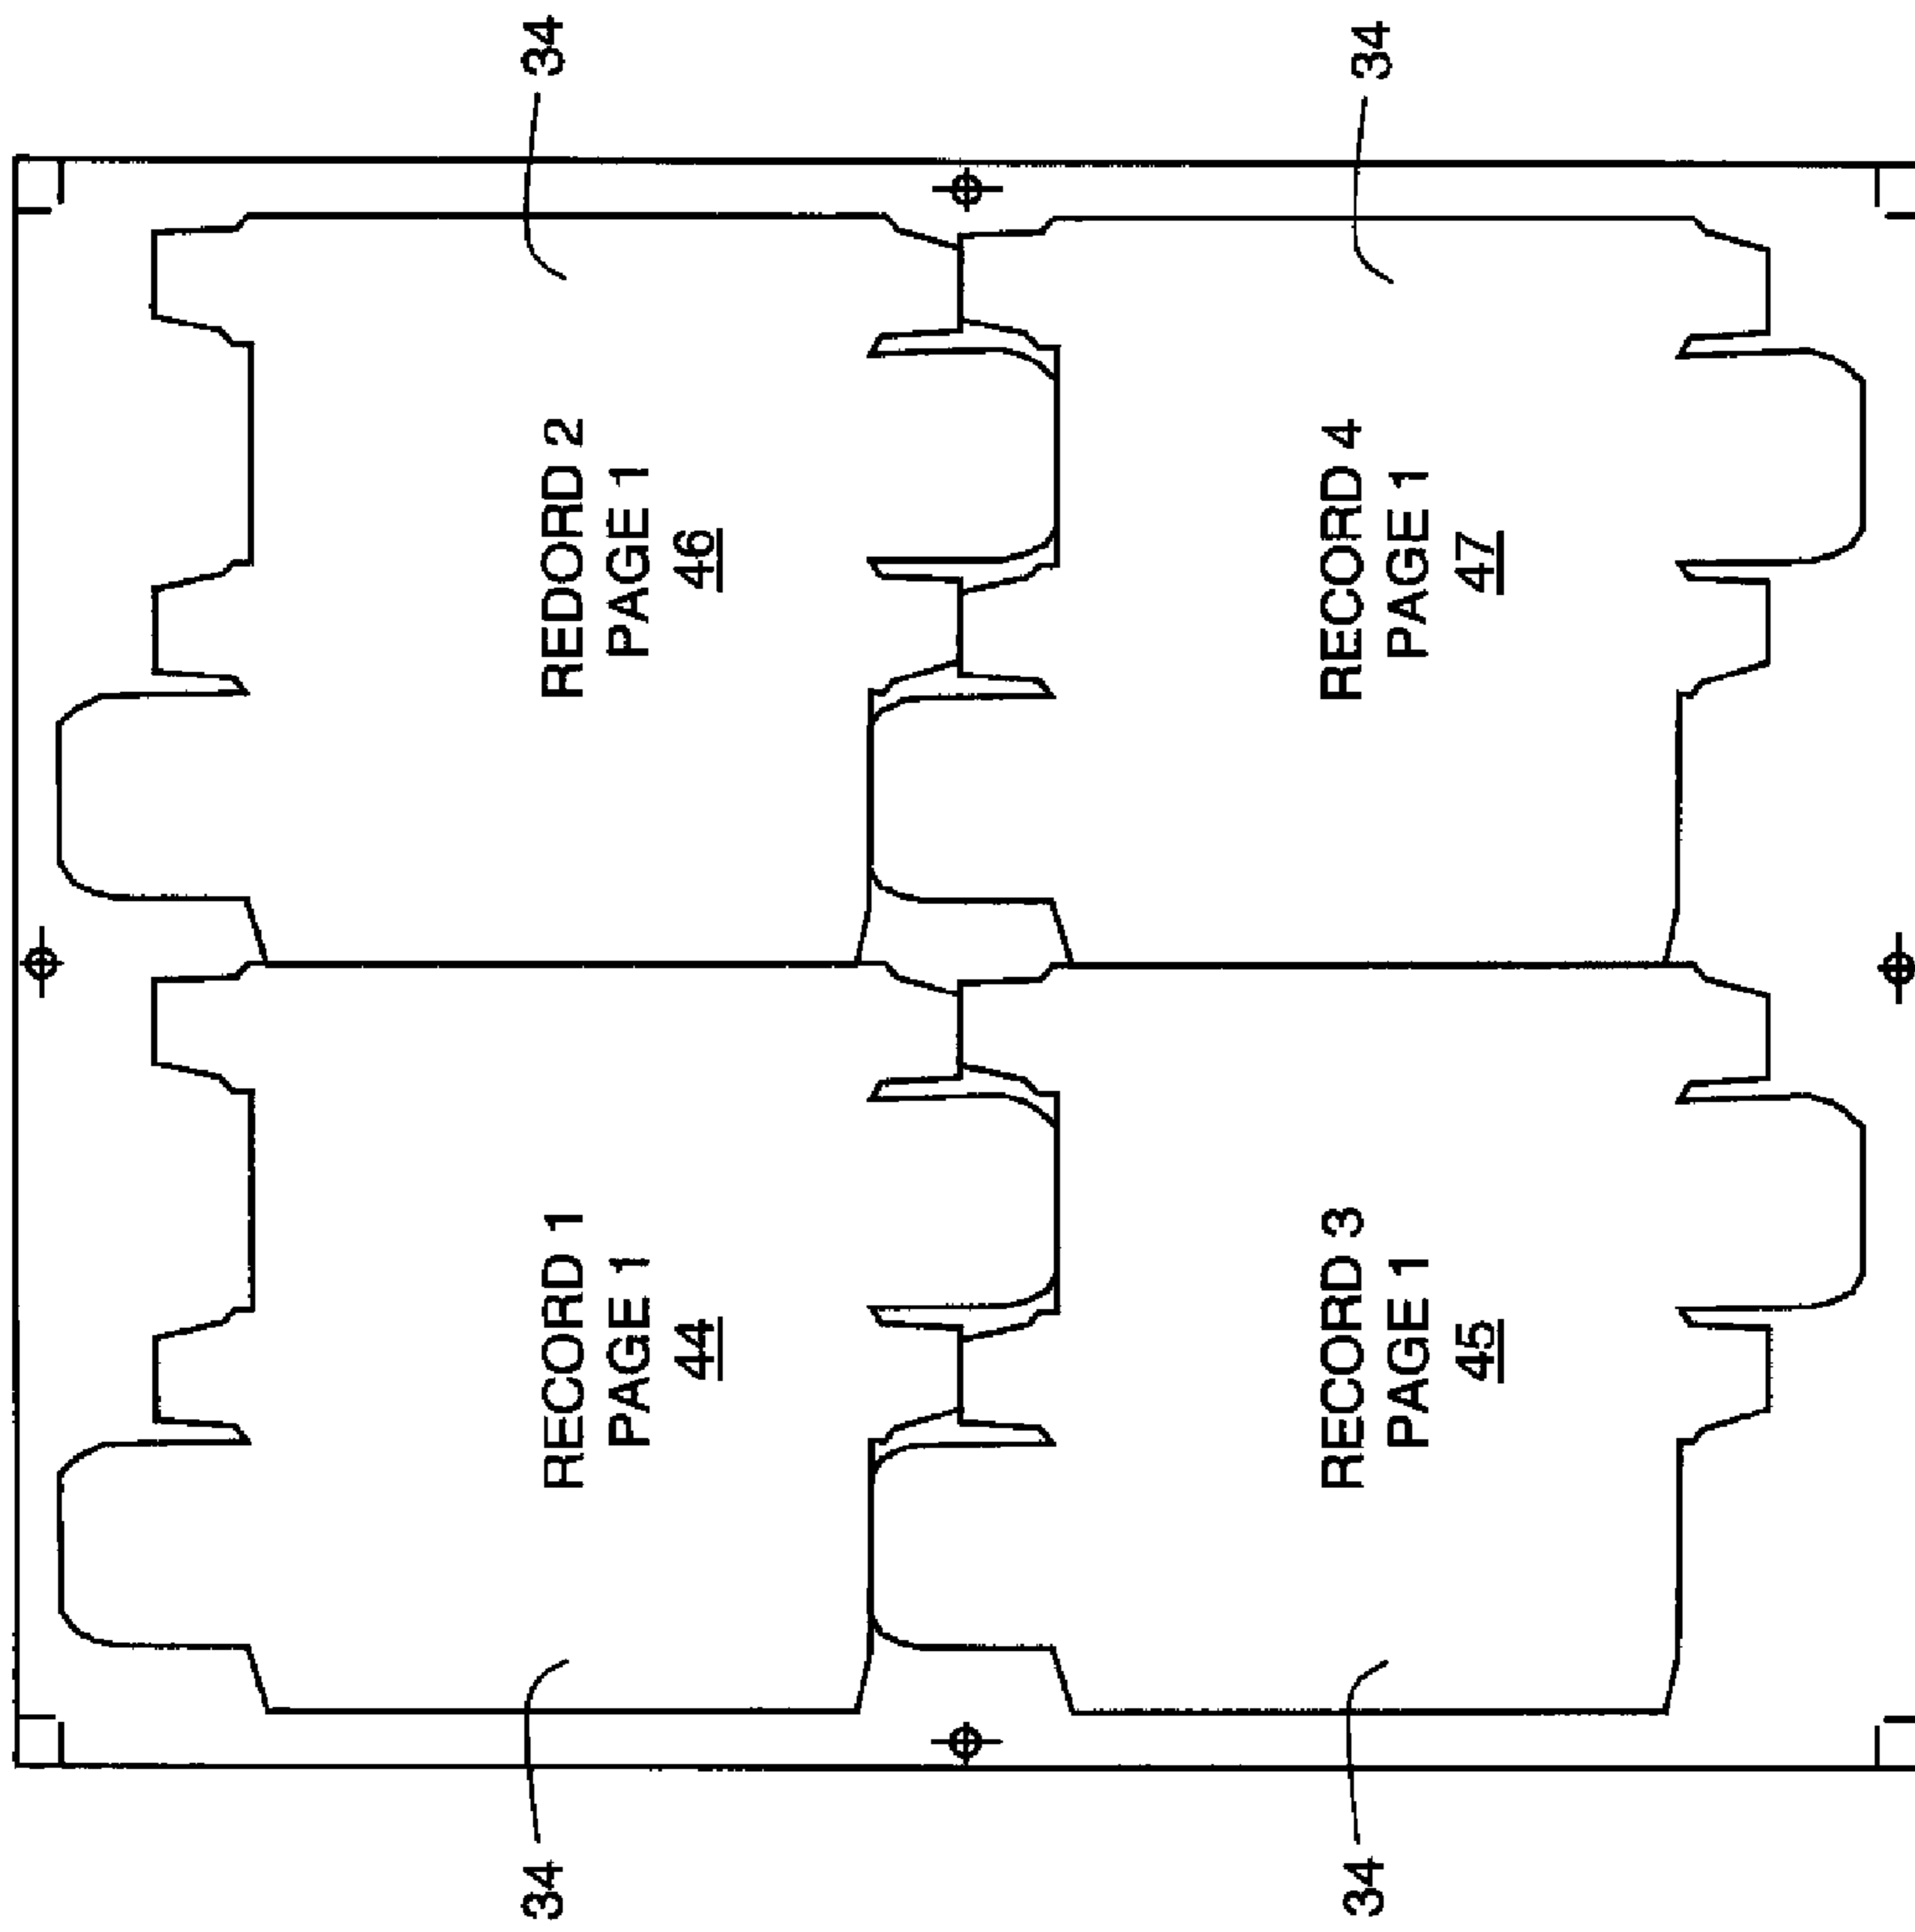 34
34
RECORD 1
PAGE 1
44
REDORD 2
PAGE 1
46
RECORD 3
PAGE 1
45
RECORD 4
PAGE 1
47
34
34